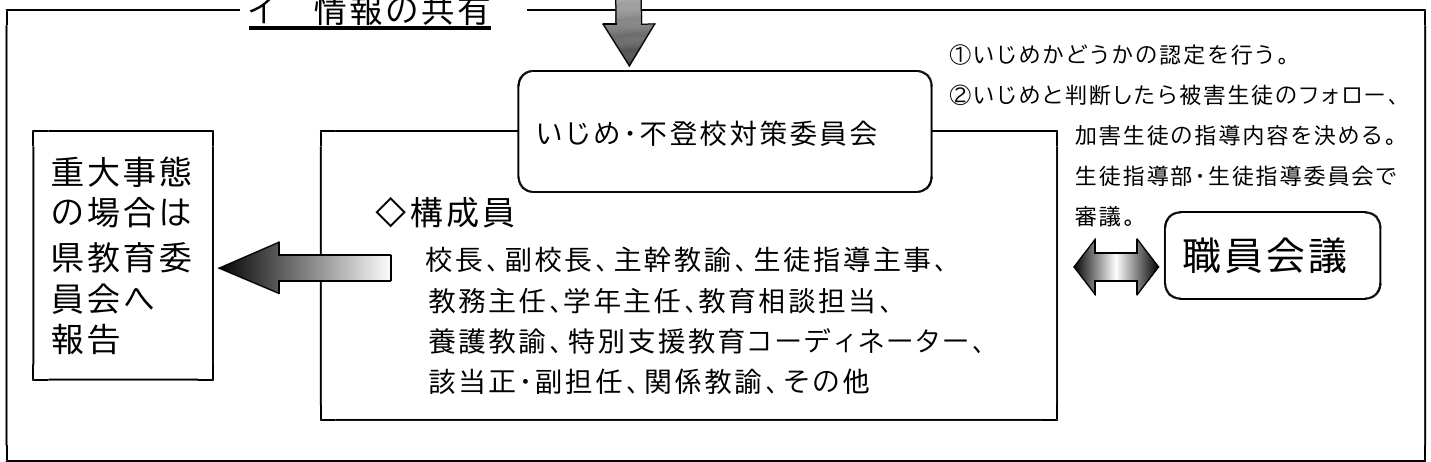 イ　情報の共有
①いじめかどうかの認定を行う。
②いじめと判断したら被害生徒のフォロー、
加害生徒の指導内容を決める。
生徒指導部・生徒指導委員会で
審議。
いじめ・不登校対策委員会
重大事態
の場合は
県教育委
員会へ
報告
◇構成員
校長、副校長、主幹教諭、生徒指導主事、
教務主任、学年主任、教育相談担当、
養護教諭、特別支援教育コーディネーター、
該当正・副担任、関係教諭、その他
職員会議